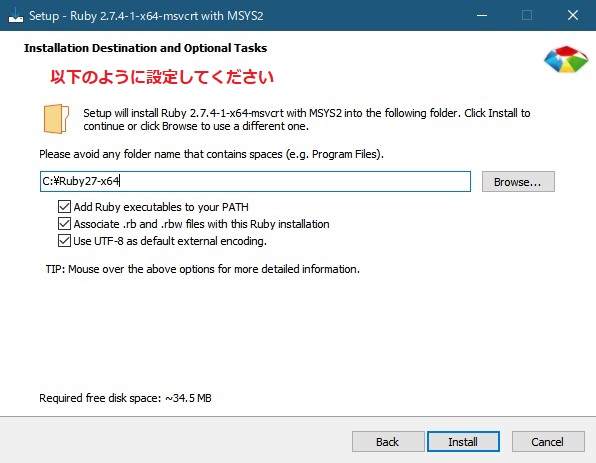 Setup - Ruby 2.7.4-1-x64-msvcrt with MSYS2
Installation Destination and Optional Tasks
以下のように設定してください
Setup will install Ruby 2.7.4-1-x64-msvcrt with MSYS2 into the following folder. Click Install to
continue or click Browse to use a different one.
Please avoid any folder name that contains spaces (e.g. Program Files).
C:¥Ruby27-x64
Browse...
Add Ruby executables to your PATH
Associate .rb and .rbw files with this Ruby installation
Use UTF-8 as default external encoding.
TIP: Mouse over the above options for more detailed information.
Required free disk space: ~34.5 MB
Back
Install
Cancel